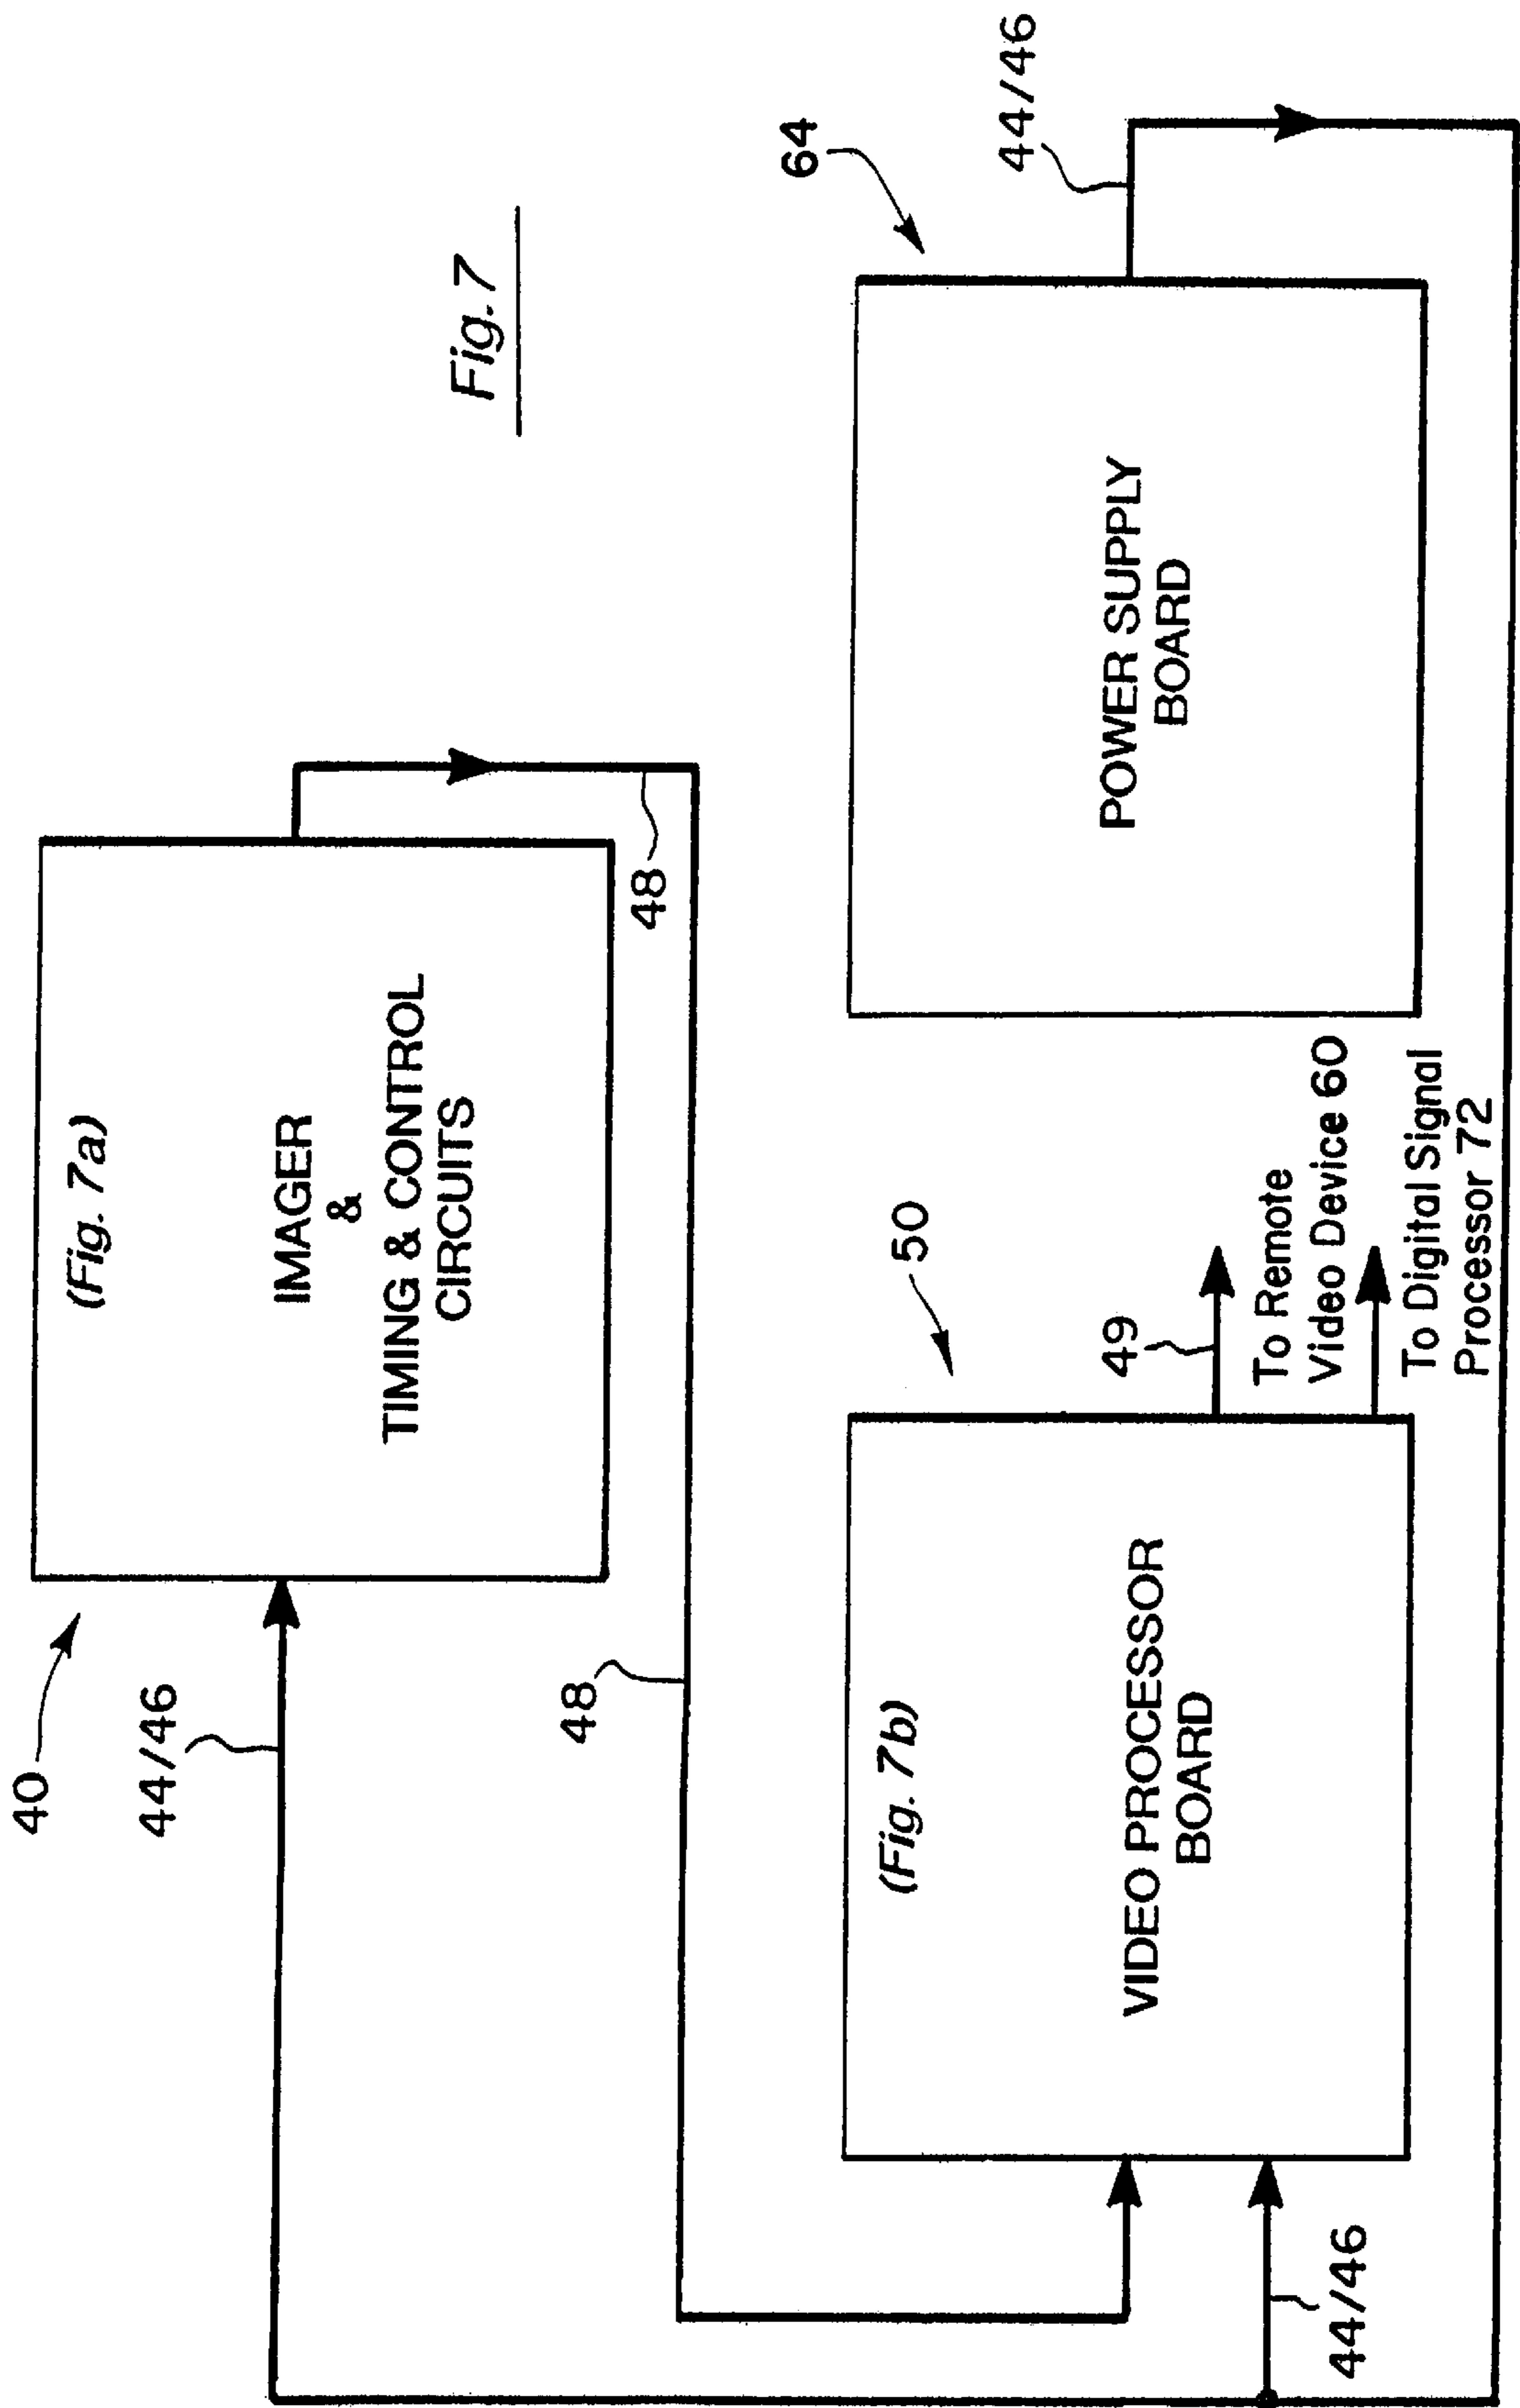 Fig. 7
40
44/46
(Fig. 7a)
IMAGER
&
TIMING & CONTROL
CIRCUITS
48
48
(Fig. 7b)
VIDEO PROCESSOR
BOARD
50
49
To Remote
Video Device 60
To Digital Signal
Processor 72
44/46
POWER SUPPLY
BOARD
64
44/46